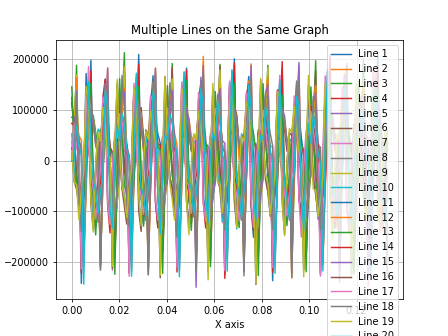 Multiple Lines on the Same Graph
200000
100000
0
−100000
−200000
0.00 0.02 0.04 0.06 0.08 0.10
X axis
Line 1
Line 2
Line 3
Line 4
Line 5
Line 6
Line 7
Line 8
Line 9
Line 10
Line 11
Line 12
Line 13
Line 14
Line 15
Line 16
Line 17
Line 18
Line 19
Line 20